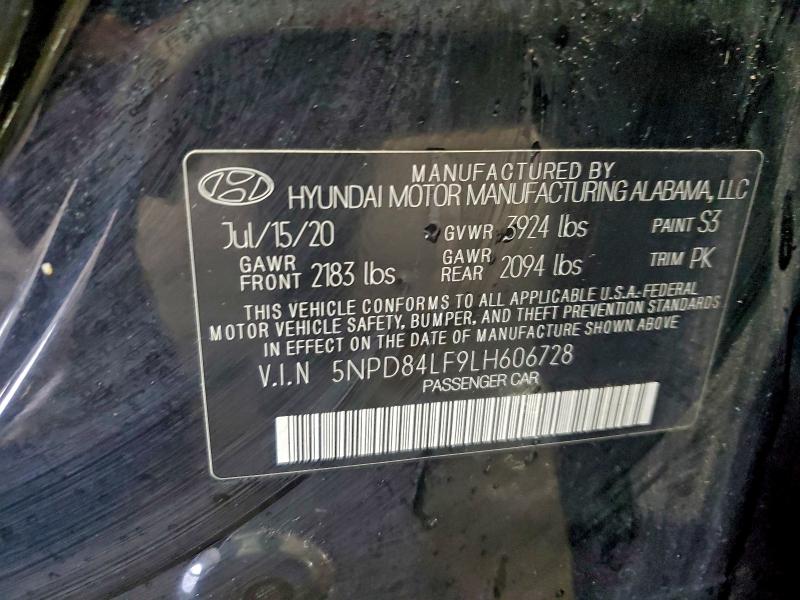 MANUFACTURED BY
HYUNDAI MOTOR MANUFACTURING ALABAMA, LLC
Jul/15/20 GVWR 3924 lbs PAINT S3
GAWR FRONT 2183 lbs GAWR REAR 2094 lbs TRIM PK
THIS VEHICLE CONFORMS TO ALL APPLICABLE U.S.A.-FEDERAL
MOTOR VEHICLE SAFETY, BUMPER, AND THEFT PREVENTION STANDARDS
IN EFFECT ON THE DATE OF MANUFACTURE SHOWN ABOVE
V.I.N 5NPD84LF9LH606728
PASSENGER CAR